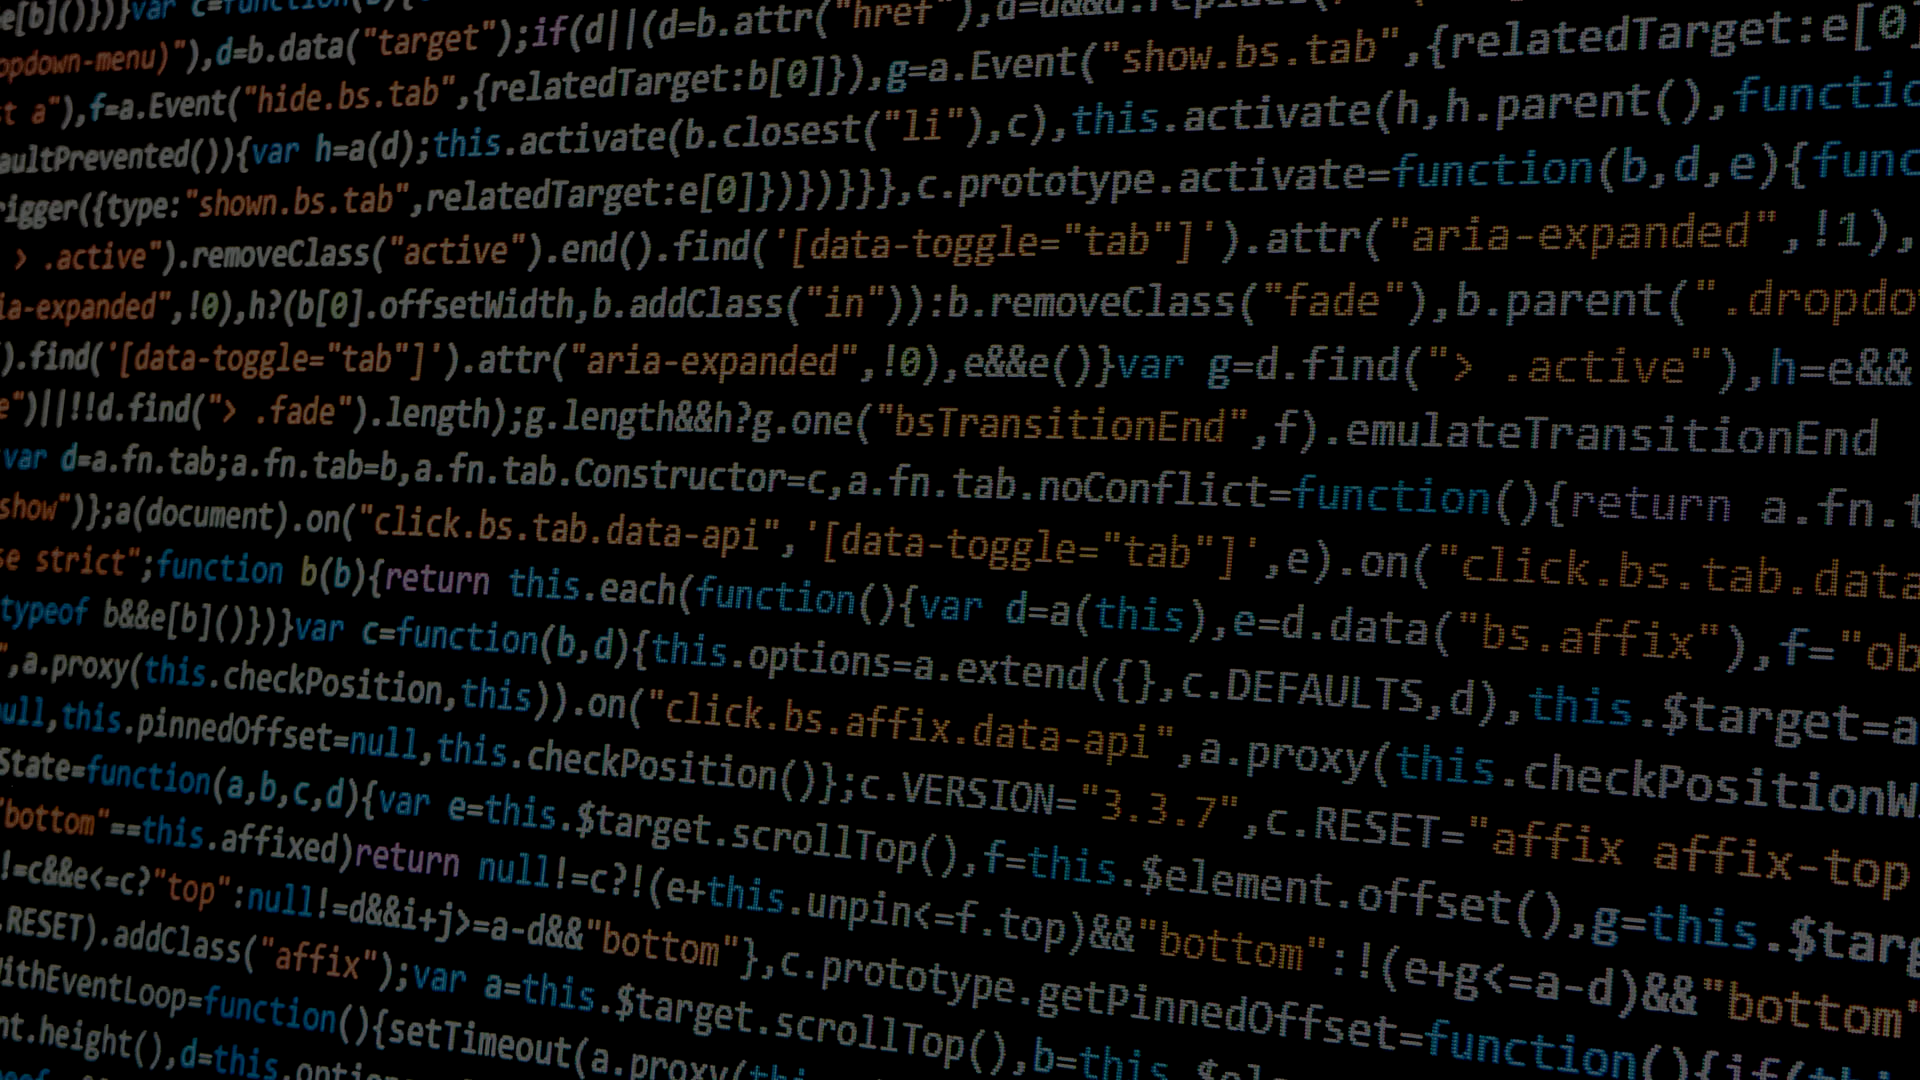 e[b]()})}var c=function(b){
opdown-menu)"),d=b.data("target");if(d||(d=b.attr("href"),d=d&&d.replace(
st a"),f=a.Event("hide.bs.tab",{relatedTarget:b[0]}),g=a.Event("show.bs.tab",{relatedTarget:e[0]
aultPrevented()){var h=a(d);this.activate(b.closest("li"),c),this.activate(h,h.parent(),functio
rigger({type:"shown.bs.tab",relatedTarget:e[0]})})}}},c.prototype.activate=function(b,d,e){func
> .active").removeClass("active").end().find('[data-toggle="tab"]').attr("aria-expanded",!1),
ia-expanded",!0),h?(b[0].offsetWidth,b.addClass("in")):b.removeClass("fade"),b.parent(".dropdo
).find('[data-toggle="tab"]').attr("aria-expanded",!0),e&&e()}var g=d.find("> .active"),h=e&&
e")||!!d.find("> .fade").length);g.length&&h?g.one("bsTransitionEnd",f).emulateTransitionEnd
var d=a.fn.tab;a.fn.tab=b,a.fn.tab.Constructor=c,a.fn.tab.noConflict=function(){return a.fn.t
show")};a(document).on("click.bs.tab.data-api",'[data-toggle="tab"]',e).on("click.bs.tab.data
se strict";function b(b){return this.each(function(){var d=a(this),e=d.data("bs.affix"),f="ob
typeof b&&e[b]()})}var c=function(b,d){this.options=a.extend({},c.DEFAULTS,d),this.$target=a
",a.proxy(this.checkPosition,this)).on("click.bs.affix.data-api",a.proxy(this.checkPositionW
null,this.pinnedOffset=null,this.checkPosition()};c.VERSION="3.3.7",c.RESET="affix affix-top
State=function(a,b,c,d){var e=this.$target.scrollTop(),f=this.$element.offset(),g=this.$targ
"bottom"==this.affixed)return null!=c?!(e+this.unpin<=f.top)&&"bottom":!(e+g<=a-d)&&"bottom"
!=c&&e<=c?"top":null!=d&&i+j>=a-d&&"bottom"},c.prototype.getPinnedOffset=function(){if(thi
.RESET).addClass("affix");var a=this.$target.scrollTop(),b=this.$el
ithEventLoop=function(){setTimeout(a.proxy(thi
nt.height(),d=this.option